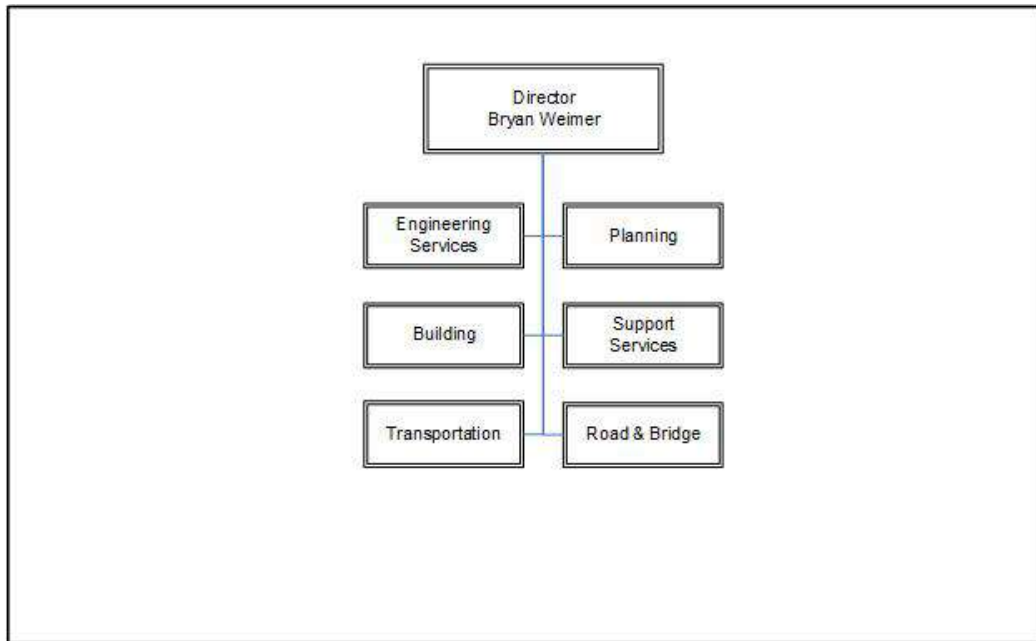 Director
Bryan Weimer
Engineering
Services
Planning
Building
Support
Services
Transportation
Road & Bridge